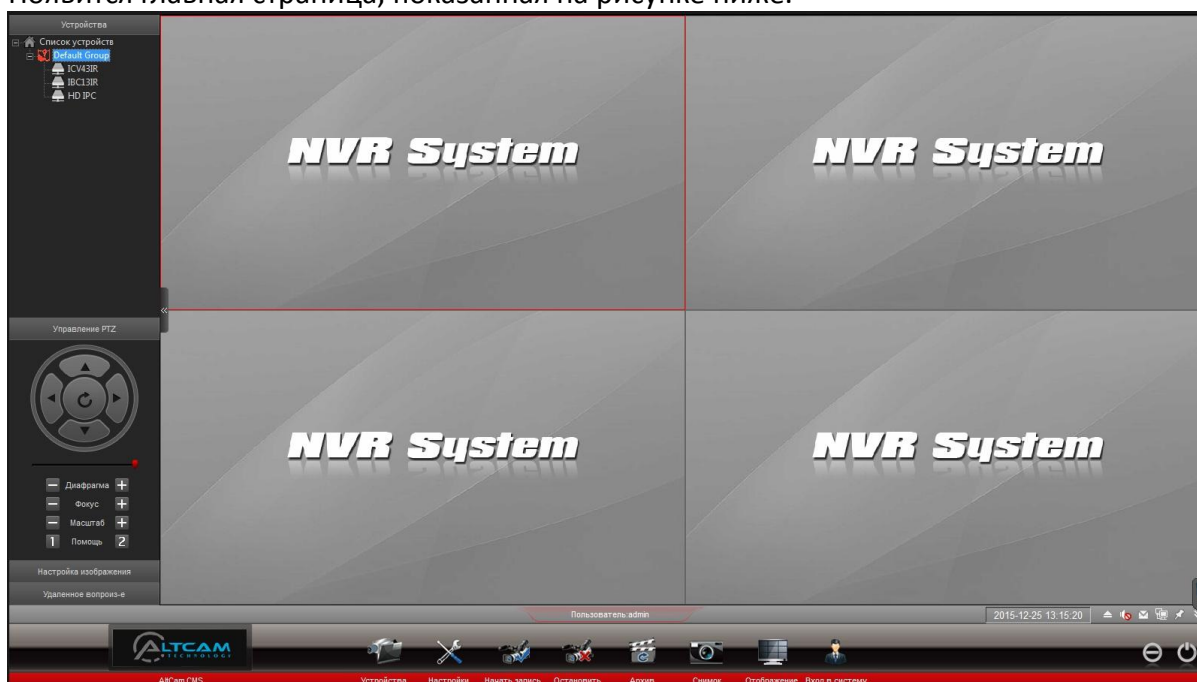 Появится главная страница, показанная на рисунке ниже.
Устройства
Список устройств
Default Group
ICV43IR
IBC13IR
HD IPC
NVR System
NVR System
Управление PTZ
Диафрагма
Фокус
Масштаб
1 Помощь 2
NVR System
NVR System
Настройка изображения
Удаленное вопроиз-е
Пользователь:admin
2015-12-25 13:15:20
ALTCAM
TECHNOLOGY
AltCam CMS
Устройства
Настройки
Начать запись
Остановить
Архив
Снимок
Отображение
Вход в систему